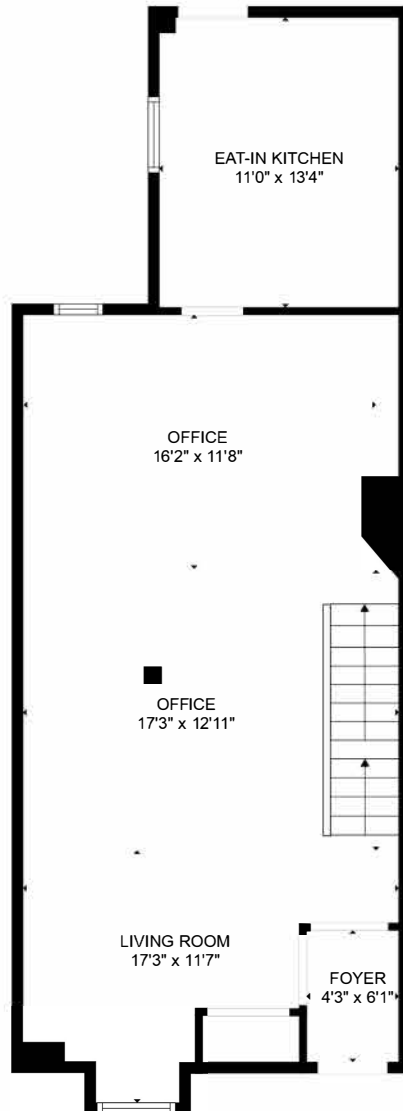 EAT-IN KITCHEN
11'0" x 13'4"
OFFICE
16'2" x 11'8"
OFFICE
17'3" x 12'11"
LIVING ROOM
17'3" x 11'7"
FOYER
4'3" x 6'1"